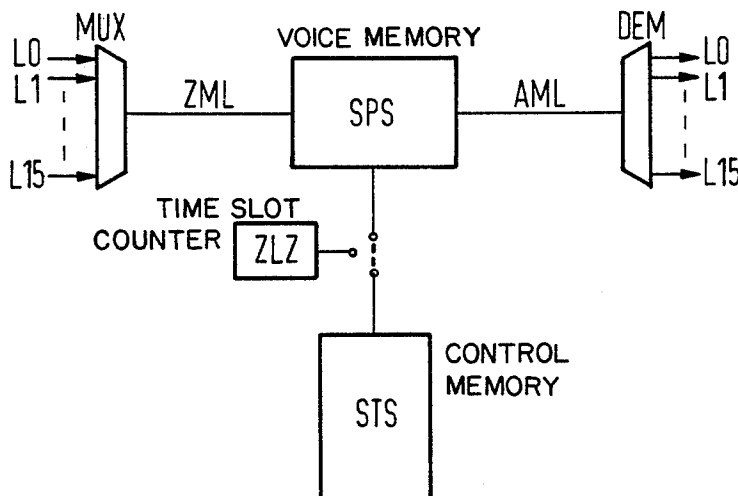 MUX
DEM
VOICE MEMORY
L0
L1
L15
ZML
SPS
AML
L0
L1
L15
TIME SLOT
COUNTER
ZLZ
CONTROL
MEMORY
STS